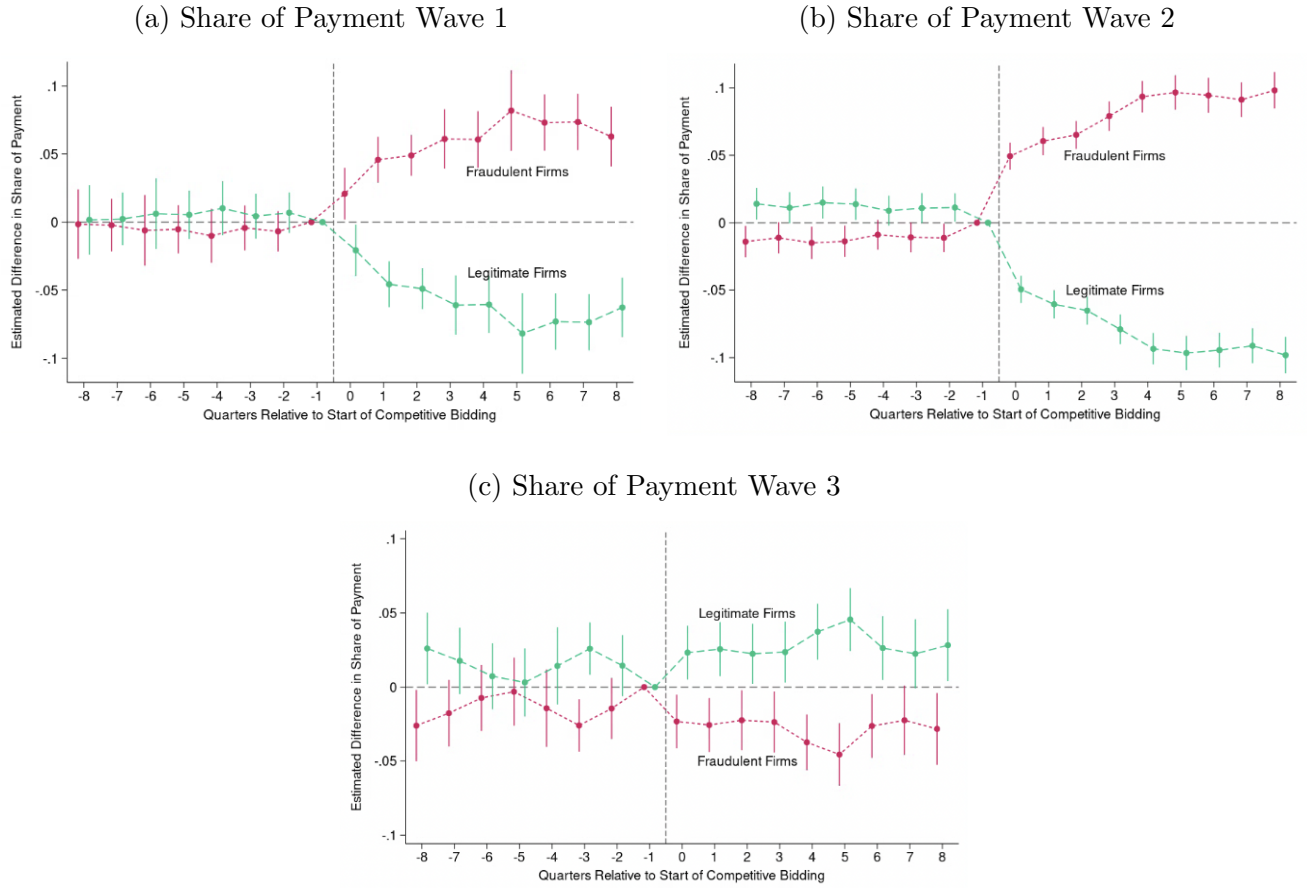 (a) Share of Payment Wave 1
Estimated Difference in Share of Payment
.1
.05
0
-.05
-.1
Fraudulent Firms
Legitimate Firms
-8 -7 -6 -5 -4 -3 -2 -1 0 1 2 3 4 5 6 7 8
Quarters Relative to Start of Competitive Bidding
(b) Share of Payment Wave 2
Estimated Difference in Share of Payment
.1
.05
0
-.05
-.1
Fraudulent Firms
Legitimate Firms
-8 -7 -6 -5 -4 -3 -2 -1 0 1 2 3 4 5 6 7 8
Quarters Relative to Start of Competitive Bidding
(c) Share of Payment Wave 3
Estimated Difference in Share of Payment
.1
.05
0
-.05
-.1
Legitimate Firms
Fraudulent Firms
-8 -7 -6 -5 -4 -3 -2 -1 0 1 2 3 4 5 6 7 8
Quarters Relative to Start of Competitive Bidding